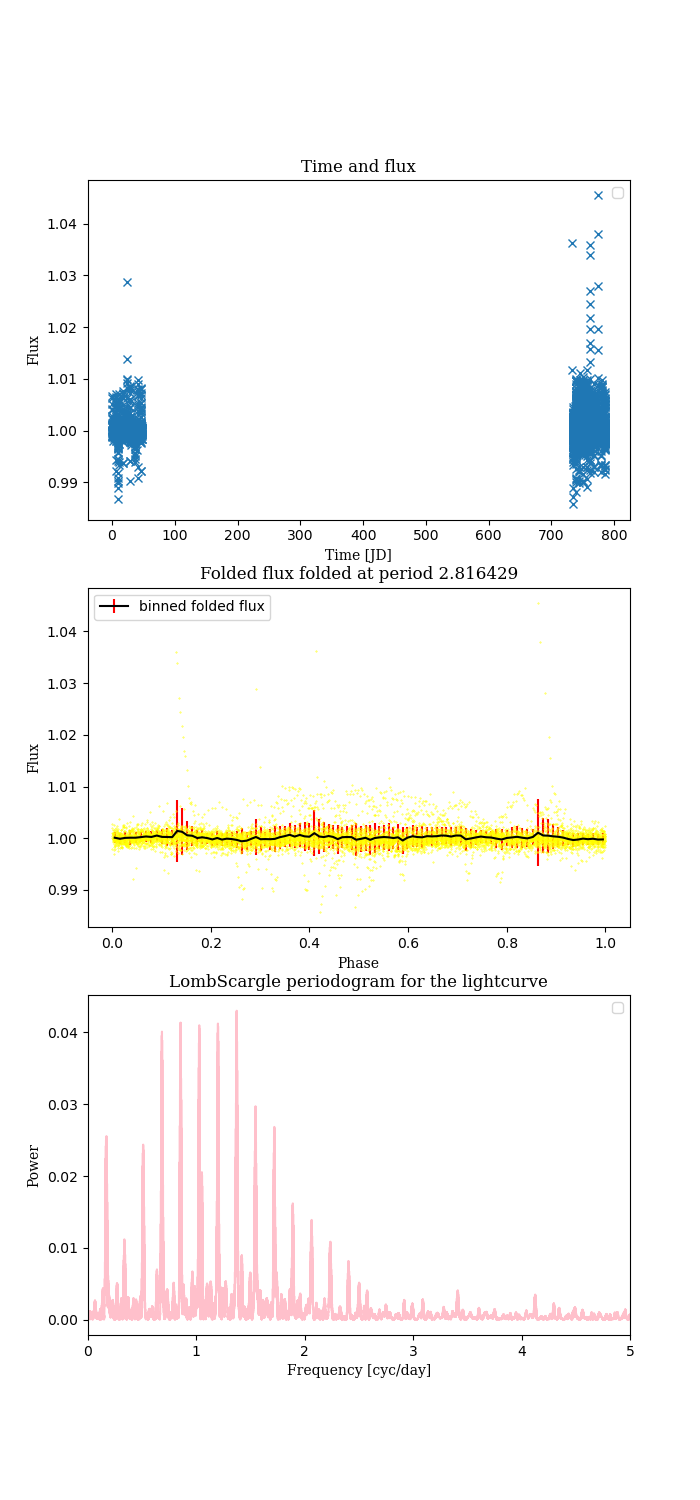 Time and flux
1.04
1.03
1.02
1.01
1.00
0.99
Flux
0 100 200 300 400 500 600 700 800
Time [JD]
Folded flux folded at period 2.816429
binned folded flux
1.04
1.03
1.02
1.01
1.00
0.99
Flux
0.0 0.2 0.4 0.6 0.8 1.0
Phase
LombScargle periodogram for the lightcurve
0.04
0.03
0.02
0.01
0.00
Power
0 1 2 3 4 5
Frequency [cyc/day]